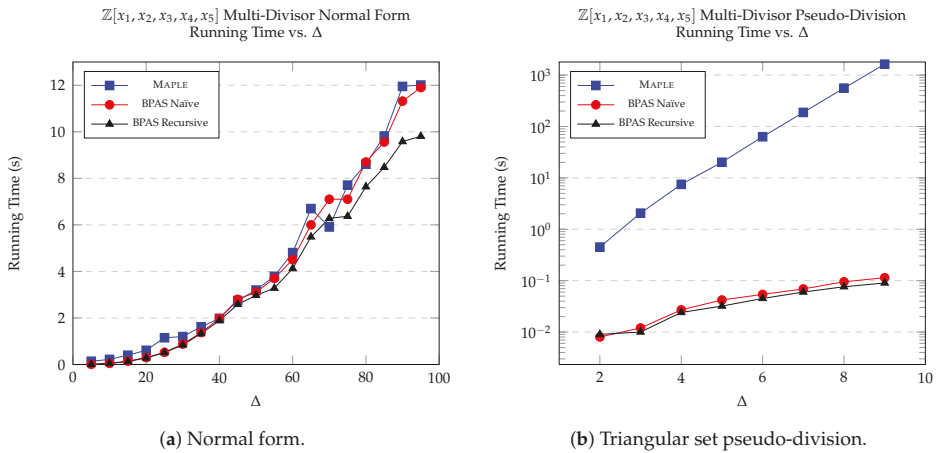 ℤ[x₁, x₂, x₃, x₄, x₅] Multi-Divisor Normal Form
Running Time vs. Δ
12
10
8
6
4
2
0
Running Time (s)
MAPLE
BPAS Naïve
BPAS Recursive
0 20 40 60 80 100
Δ
(a) Normal form.
ℤ[x₁, x₂, x₃, x₄, x₅] Multi-Divisor Pseudo-Division
Running Time vs. Δ
10³
10²
10¹
10⁰
10⁻¹
10⁻²
Running Time (s)
MAPLE
BPAS Naïve
BPAS Recursive
2 4 6 8 10
Δ
(b) Triangular set pseudo-division.